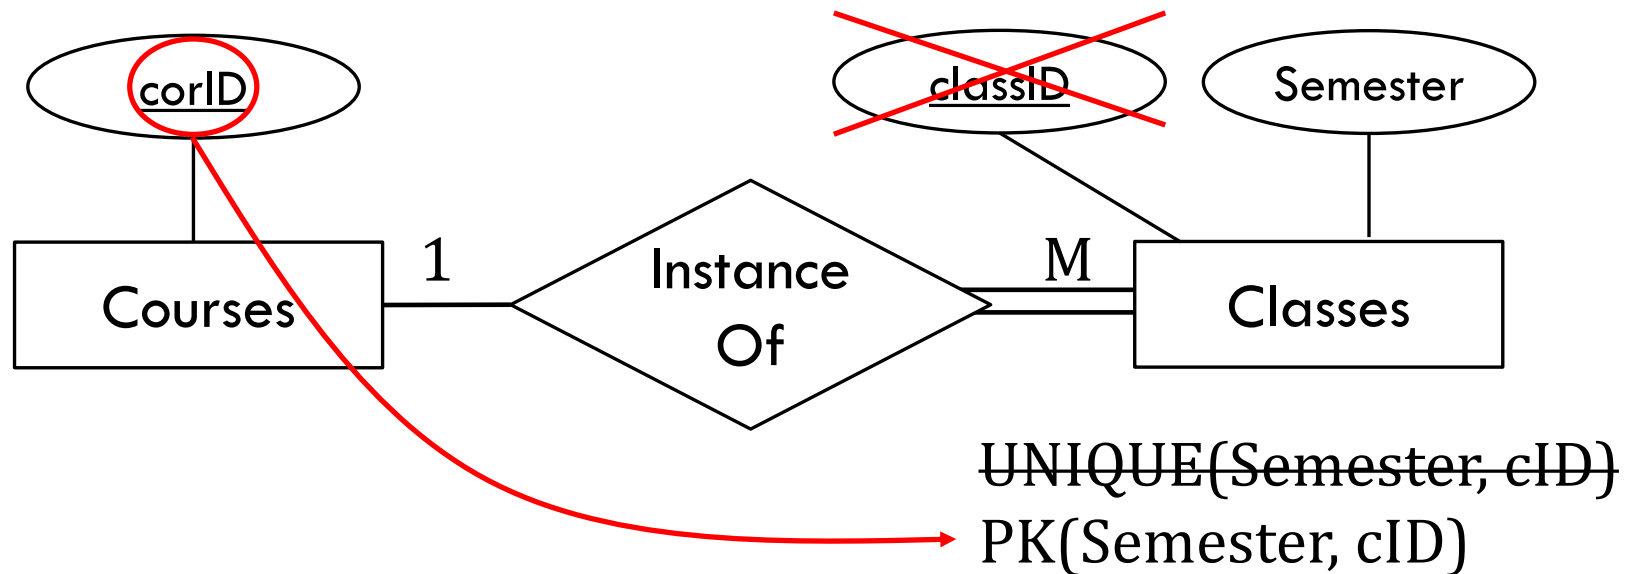 corID
classID
Semester
Courses
1
Instance
Of
M
Classes
UNIQUE(Semester, cID)
PK(Semester, cID)